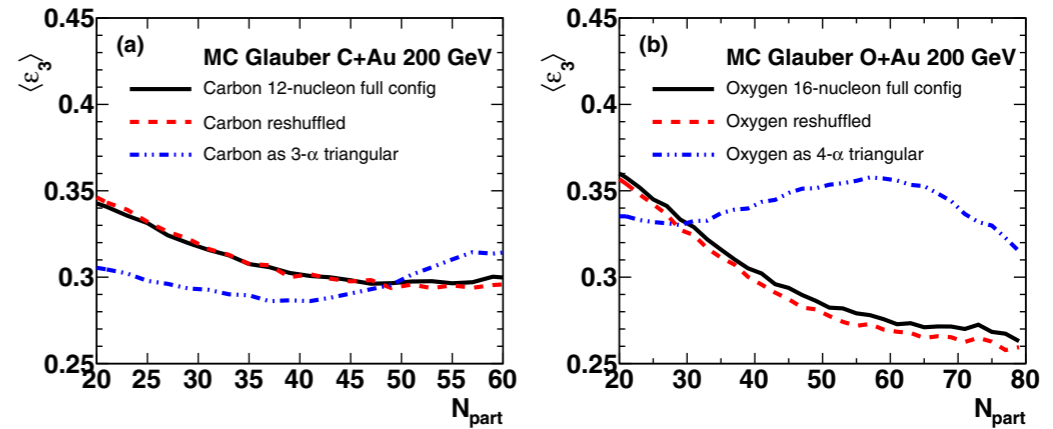 (a)
MC Glauber C+Au 200 GeV
Carbon 12-nucleon full config
Carbon reshuffled
Carbon as 3-α triangular
⟨ε3⟩
0.45
0.4
0.35
0.3
0.25
20 25 30 35 40 45 50 55 60
Npart
(b)
MC Glauber O+Au 200 GeV
Oxygen 16-nucleon full config
Oxygen reshuffled
Oxygen as 4-α triangular
⟨ε3⟩
0.45
0.4
0.35
0.3
0.25
20 30 40 50 60 70 80
Npart